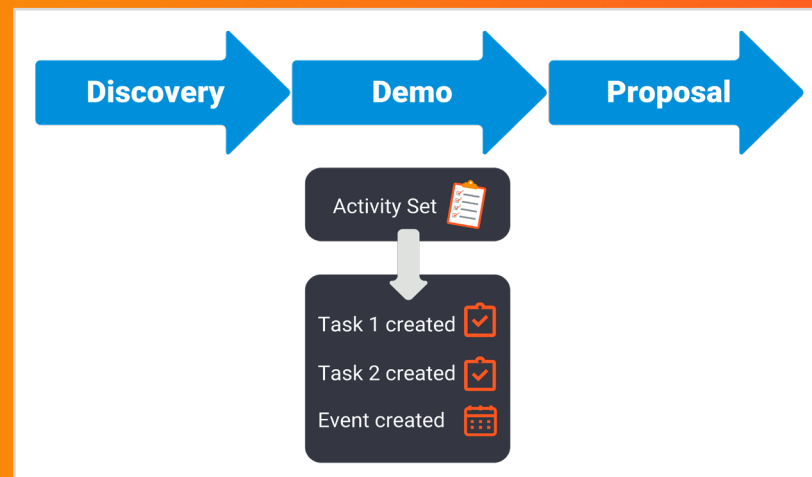 Discovery
Demo
Proposal
Activity Set
Task 1 created
Task 2 created
Event created